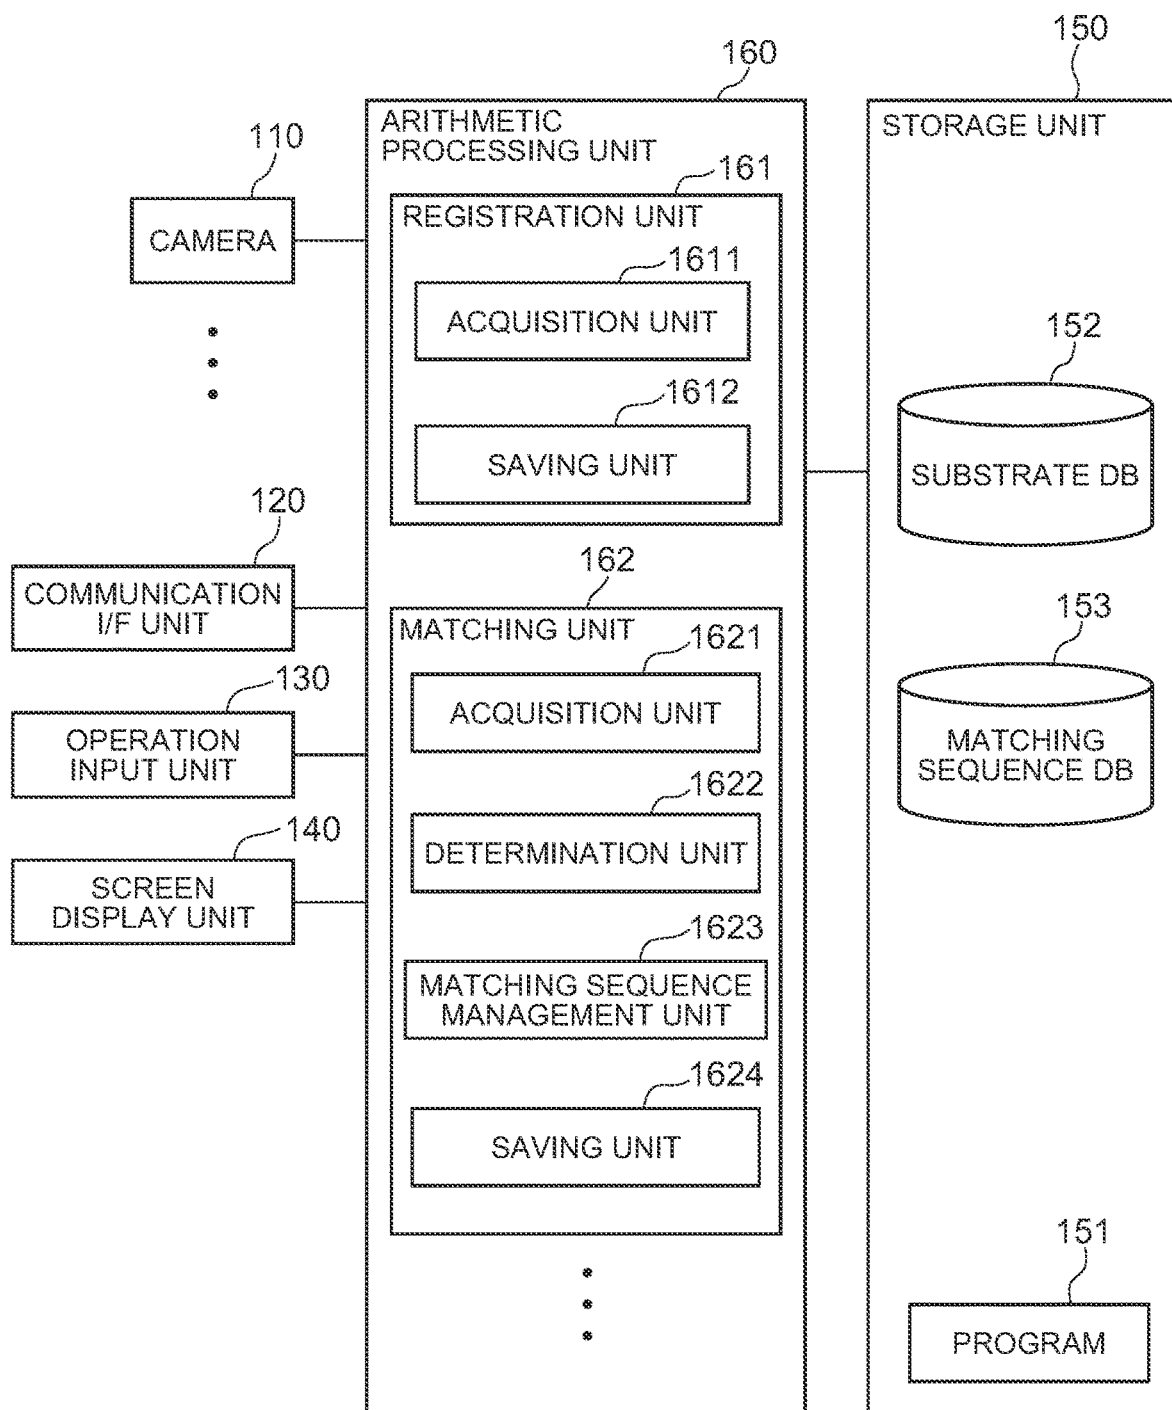 150
160
ARITHMETIC
PROCESSING UNIT
STORAGE UNIT
110
CAMERA
161
REGISTRATION UNIT
1611
ACQUISITION UNIT
1612
SAVING UNIT
152
SUBSTRATE DB
120
COMMUNICATION
I/F UNIT
162
MATCHING UNIT
1621
ACQUISITION UNIT
153
MATCHING
SEQUENCE DB
130
OPERATION
INPUT UNIT
1622
DETERMINATION UNIT
140
SCREEN
DISPLAY UNIT
1623
MATCHING SEQUENCE
MANAGEMENT UNIT
1624
SAVING UNIT
151
PROGRAM